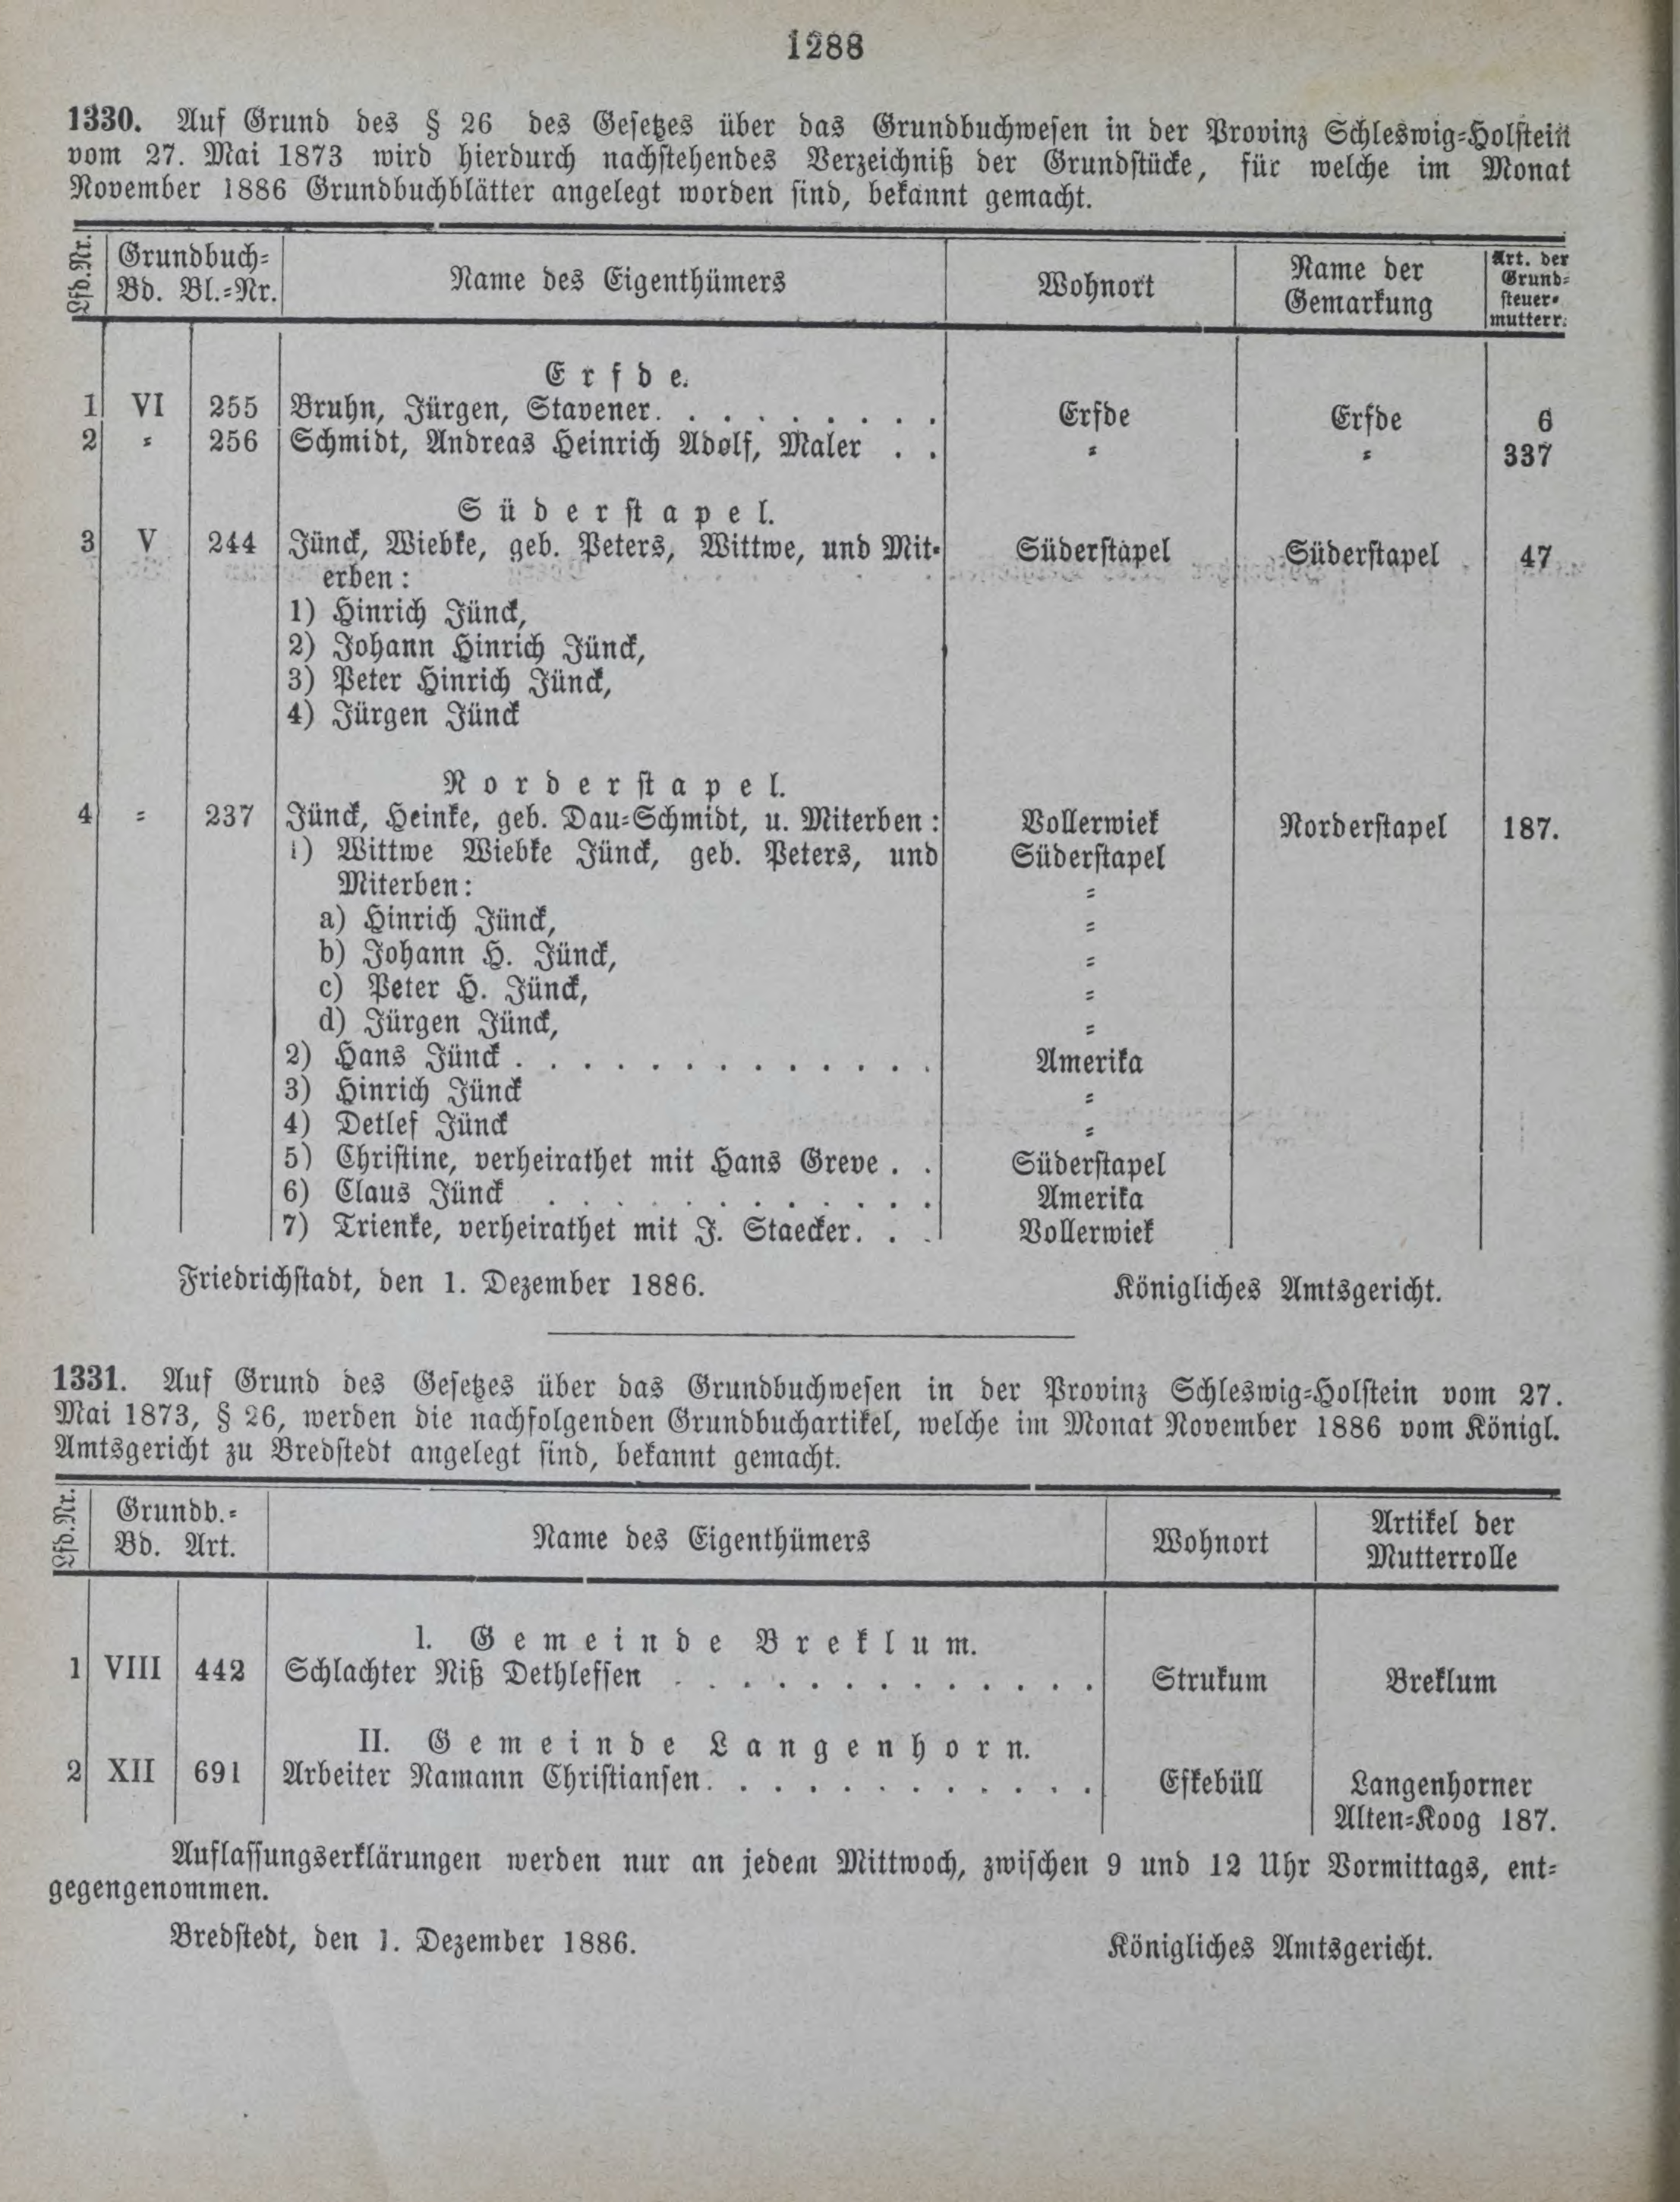 1288
1330. Auf Grund des § 26 des Gesetzes über das Grundbuchwesen in der Provinz Schleswig-Holstein
vom 27. Mai 1873 wird hierdurch nachstehendes Verzeichniß der Grundstücke, für welche im Monat
November 1886 Grundbuchblätter angelegt worden sind, bekannt gemacht.
Lfd.Nr. Grundbuch- Bd. Bl.-Nr. Name des Eigenthümers Wohnort Name der Gemarkung Art. der Grund- steuer- mutterr.
Erfde.
1 VI 255 Bruhn, Jürgen, Stavener. . . . . . . . . Erfde Erfde 6
2 = 256 Schmidt, Andreas Heinrich Adolf, Maler . . = = 337
Süderstapel.
3 V 244 Jünck, Wiebke, geb. Peters, Wittwe, und Mit- Süderstapel Süderstapel 47
erben:
1) Hinrich Jünck,
2) Johann Hinrich Jünck,
3) Peter Hinrich Jünck,
4) Jürgen Jünck
Norderstapel.
4 = 237 Jünck, Heinke, geb. Dau-Schmidt, u. Miterben: Vollerwiek Norderstapel 187.
1) Wittwe Wiebke Jünck, geb. Peters, und Süderstapel
Miterben: =
a) Hinrich Jünck, =
b) Johann H. Jünck, =
c) Peter H. Jünck, =
d) Jürgen Jünck, =
2) Hans Jünck . . . . . . . . . . . . . Amerika
3) Hinrich Jünck =
4) Detlef Jünck =
5) Christine, verheirathet mit Hans Greve . . Süderstapel
6) Claus Jünck . . . . . . . . . . . . Amerika
7) Trienke, verheirathet mit J. Staecker. . . Vollerwiek
Friedrichstadt, den 1. Dezember 1886. Königliches Amtsgericht.
1331. Auf Grund des Gesetzes über das Grundbuchwesen in der Provinz Schleswig-Holstein vom 27.
Mai 1873, § 26, werden die nachfolgenden Grundbuchartikel, welche im Monat November 1886 vom Königl.
Amtsgericht zu Bredstedt angelegt sind, bekannt gemacht.
Lfd.Nr. Grundb.- Bd. Art. Name des Eigenthümers Wohnort Artikel der Mutterrolle
I. Gemeinde Breklum.
1 VIII 442 Schlachter Niß Dethlefsen . . . . . . . . . . . . . Strukum Breklum
II. Gemeinde Langenhorn.
2 XII 691 Arbeiter Namann Christiansen. . . . . . . . . . . . Efkebüll Langenhorner
Alten-Koog 187.
Auflassungserklärungen werden nur an jedem Mittwoch, zwischen 9 und 12 Uhr Vormittags, ent-
gegengenommen.
Bredstedt, den 1. Dezember 1886. Königliches Amtsgericht.